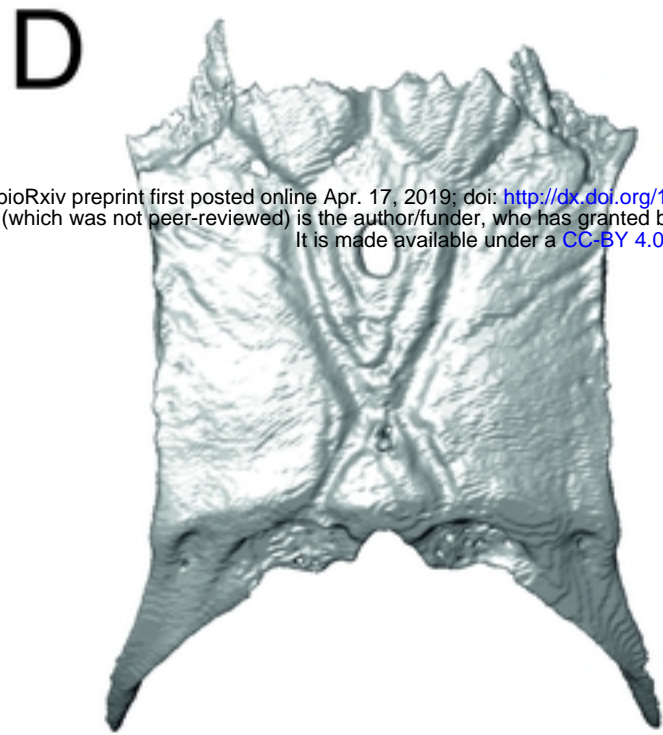 D
bioRxiv preprint first posted online Apr. 17, 2019; doi: http://dx.doi.org/1
(which was not peer-reviewed) is the author/funder, who has granted b
It is made available under a CC-BY 4.0